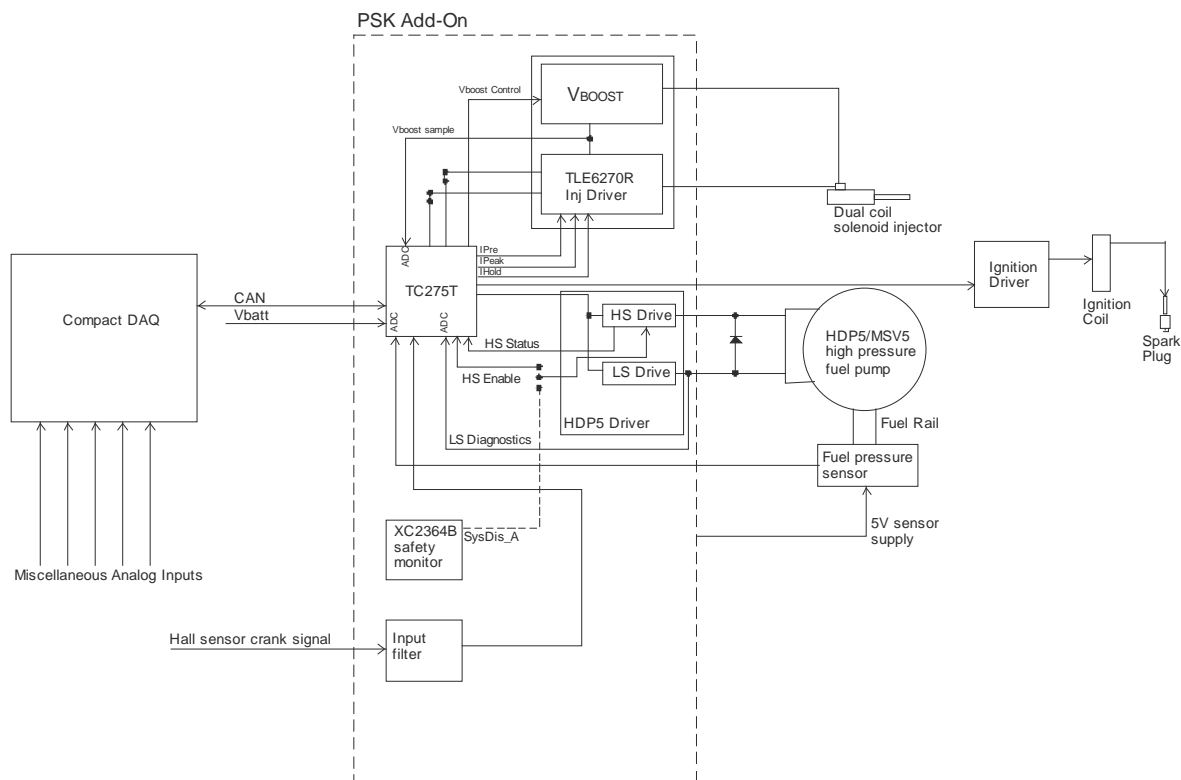 PSK Add-On
Vboost Control
VBOOST
Vboost sample
TLE6270R
Inj Driver
Dual coil
solenoid injector
ADC
IPre
IPeak
IHold
TC275T
Compact DAQ
CAN
Vbatt
ADC
ADC
Ignition
Driver
Ignition
Coil
Spark
Plug
HS Drive
HS Status
HS Enable
LS Drive
HDP5 Driver
LS Diagnostics
HDP5/MSV5
high pressure
fuel pump
Fuel Rail
Fuel pressure
sensor
5V sensor
supply
XC2364B
safety
monitor
SysDis_A
Miscellaneous Analog Inputs
Hall sensor crank signal
Input
filter